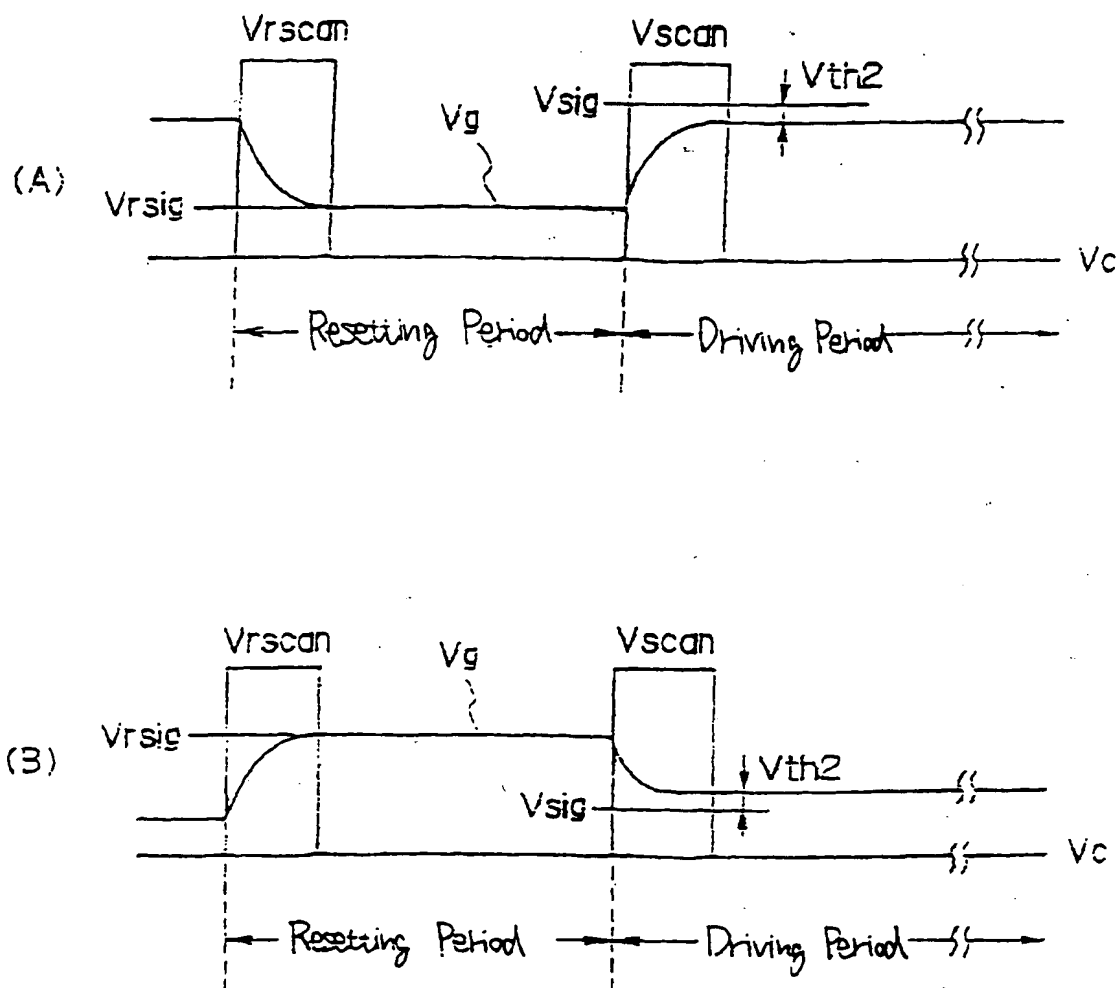 Vrscan
Vscan
Vth2
Vsig
Vg
(A)
Vrsig
Vc
Resetting Period
Driving Period
Vrscan
Vscan
Vg
Vrsig
(B)
Vth2
Vsig
Vc
Resetting Period
Driving Period